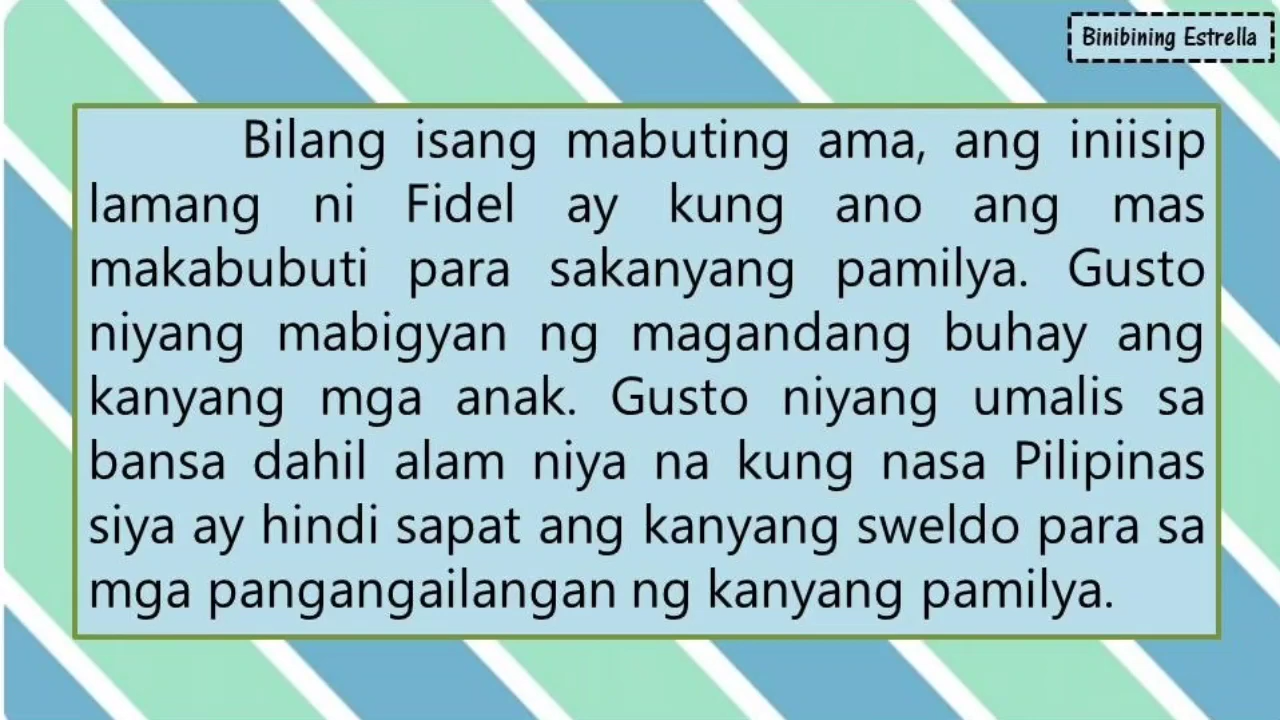 Binibining Estrella
Bilang isang mabuting ama, ang iniisip
lamang ni Fidel ay kung ano ang mas
makabubuti para sakanyang pamilya. Gusto
niyang mabigyan ng magandang buhay ang
kanyang mga anak. Gusto niyang umalis sa
bansa dahil alam niya na kung nasa Pilipinas
siya ay hindi sapat ang kanyang sweldo para sa
mga pangangailangan ng kanyang pamilya.